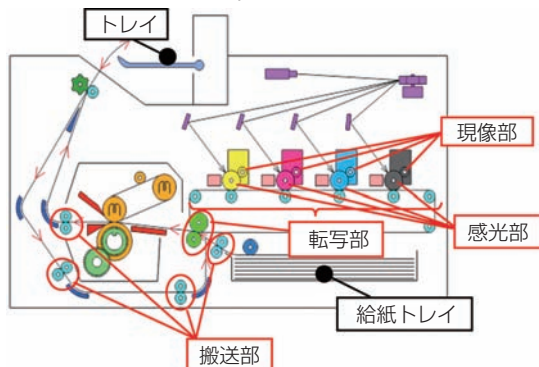 トレイ
現像部
感光部
転写部
給紙トレイ
搬送部